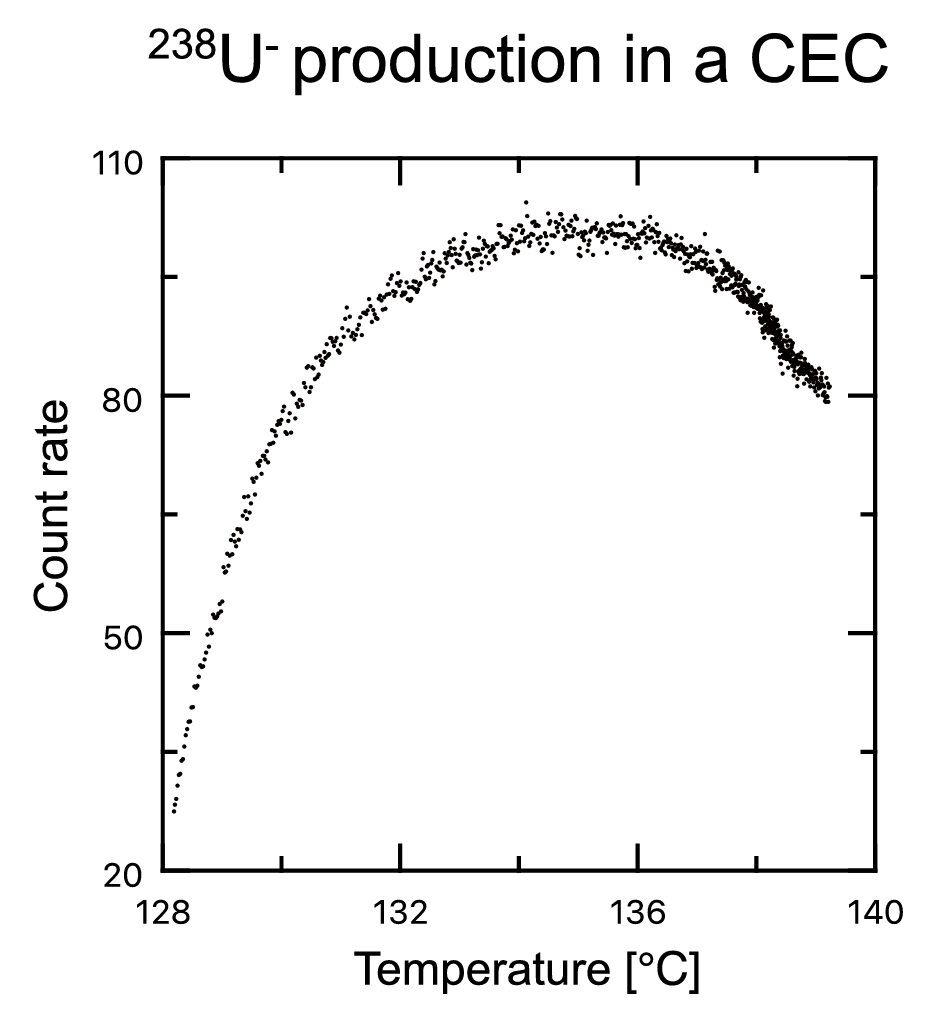 ²³⁸U⁻ production in a CEC
110
80
50
20
Count rate
128 132 136 140
Temperature [°C]